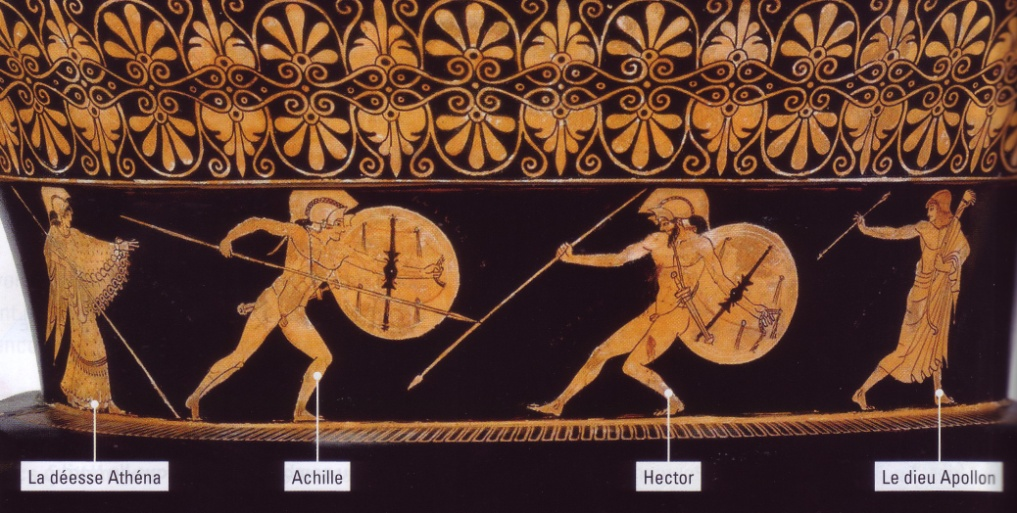 La déesse Athéna
Achille
Hector
Le dieu Apollon